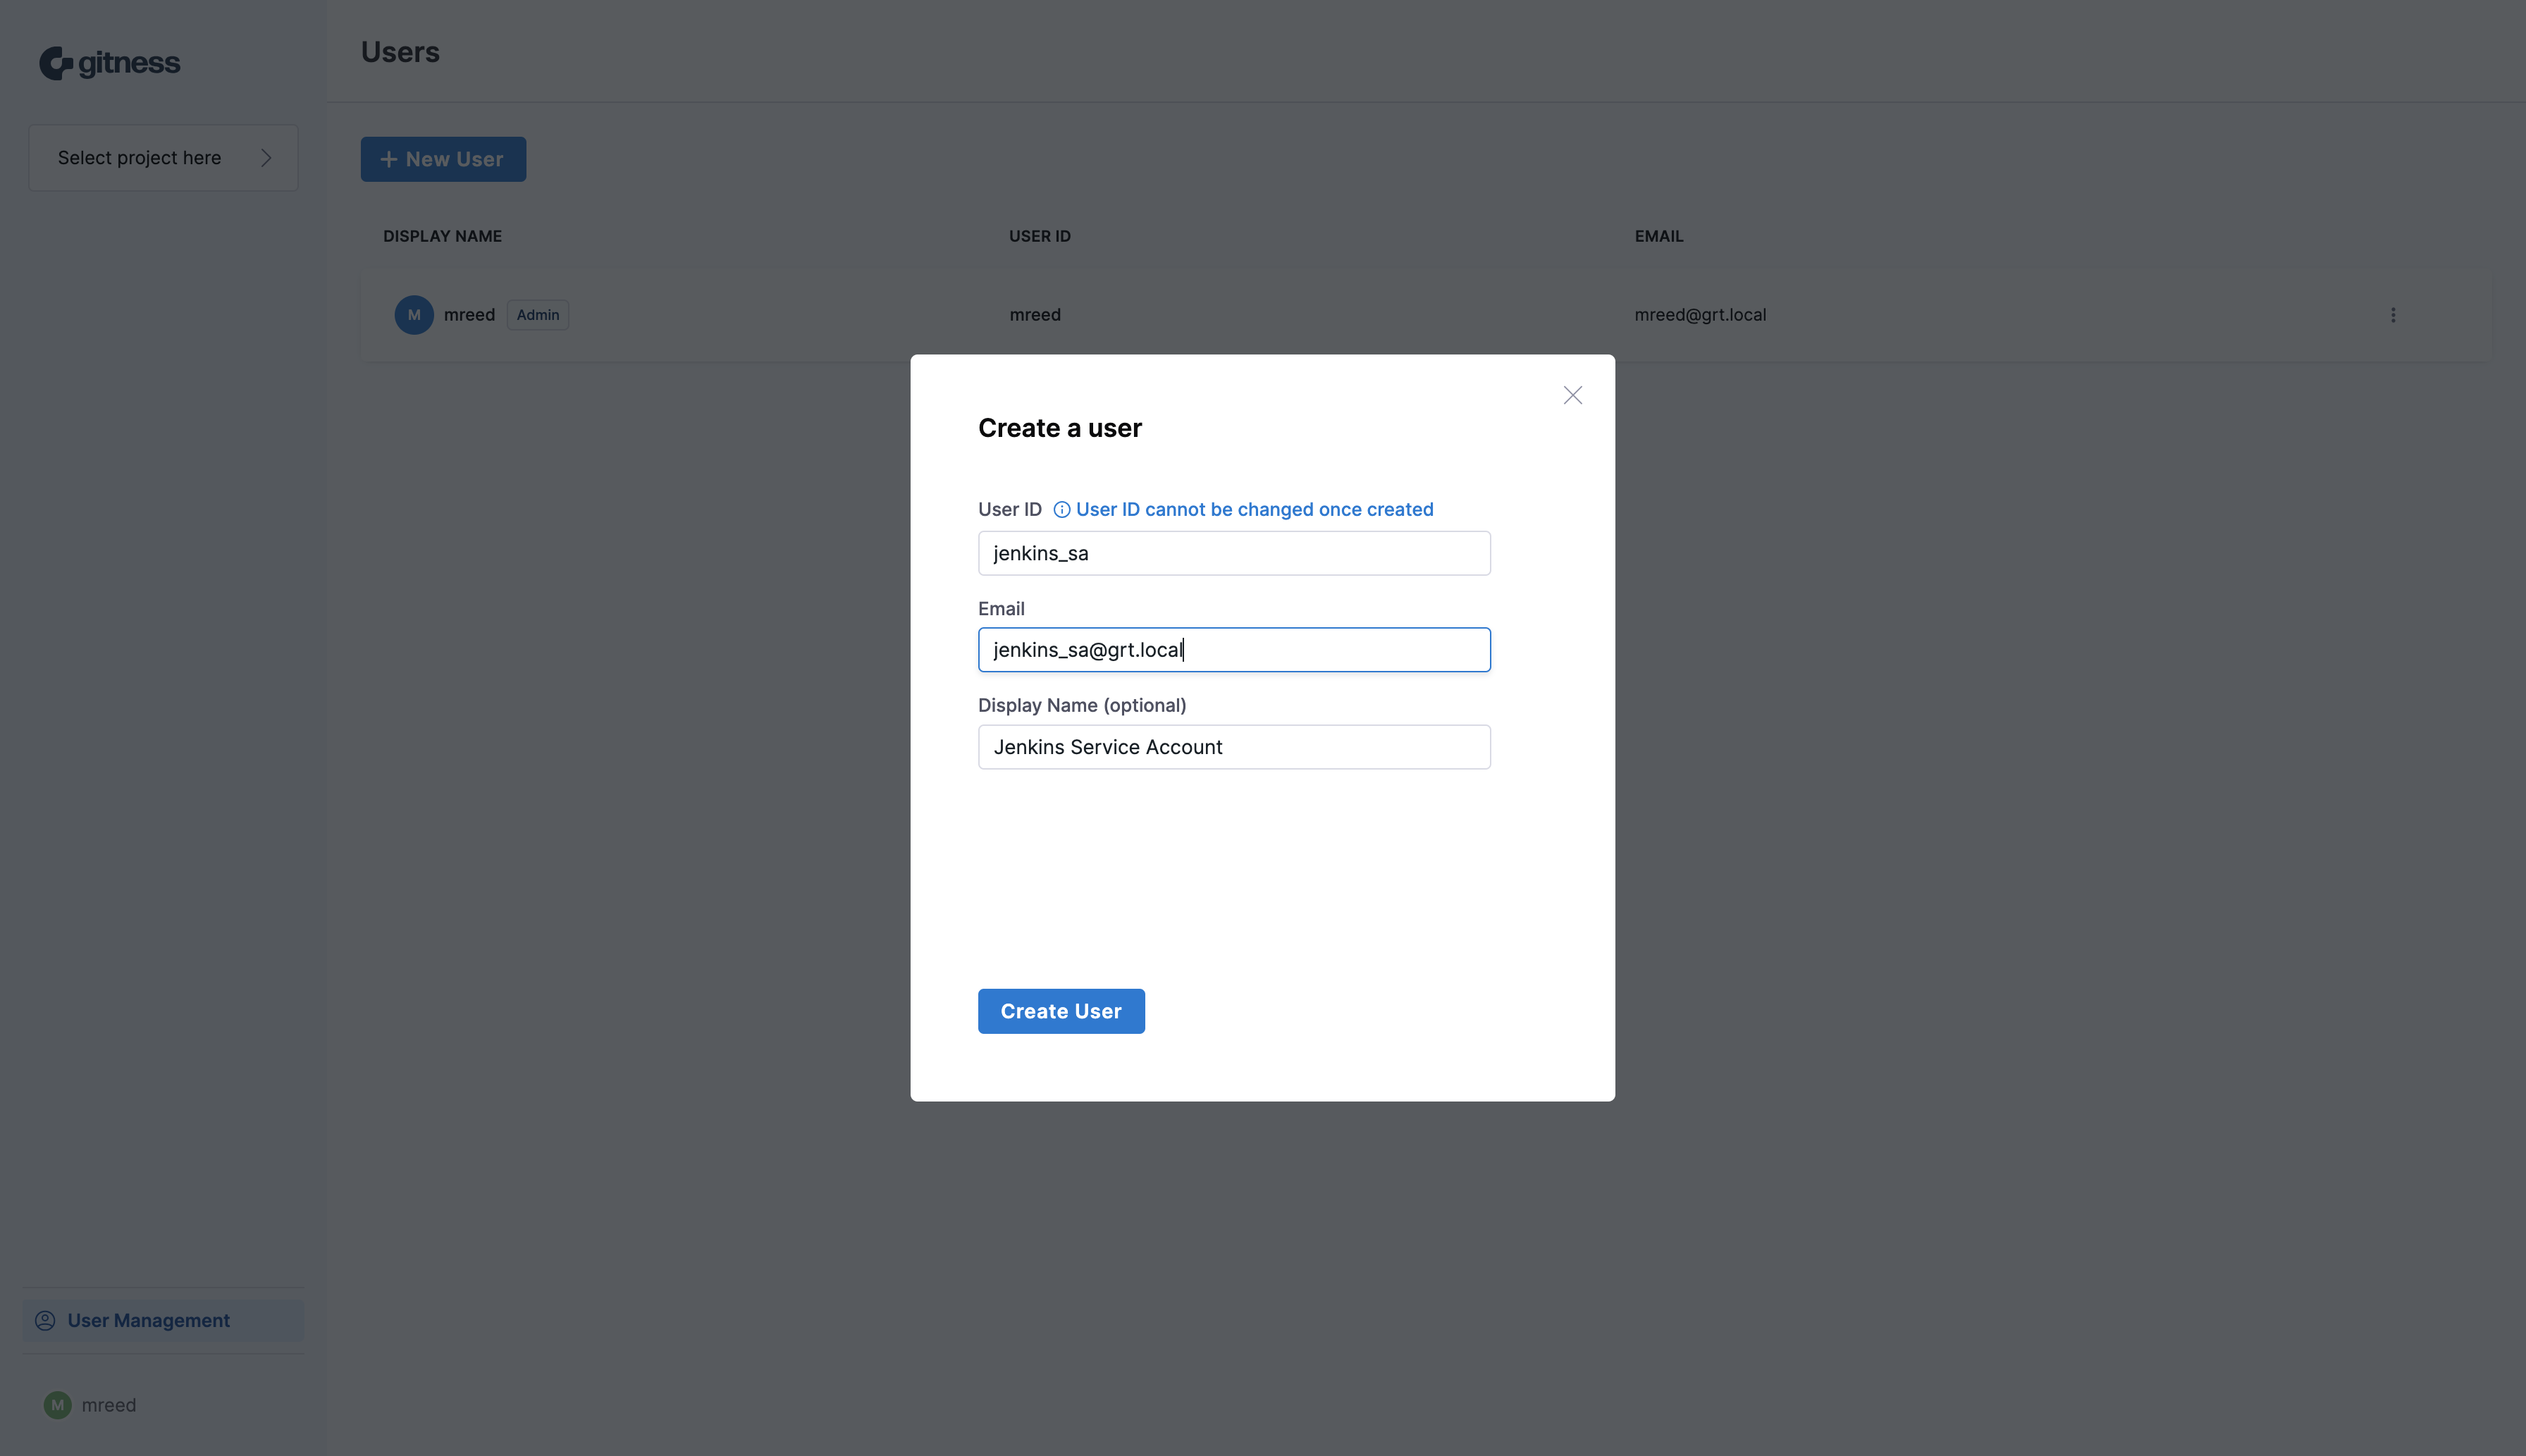 gitness
Users
Select project here
+ New User
DISPLAY NAME USER ID EMAIL
M mreed Admin mreed mreed@grt.local
Create a user
User ID User ID cannot be changed once created
jenkins_sa
Email
jenkins_sa@grt.local
Display Name (optional)
Jenkins Service Account
Create User
User Management
M mreed